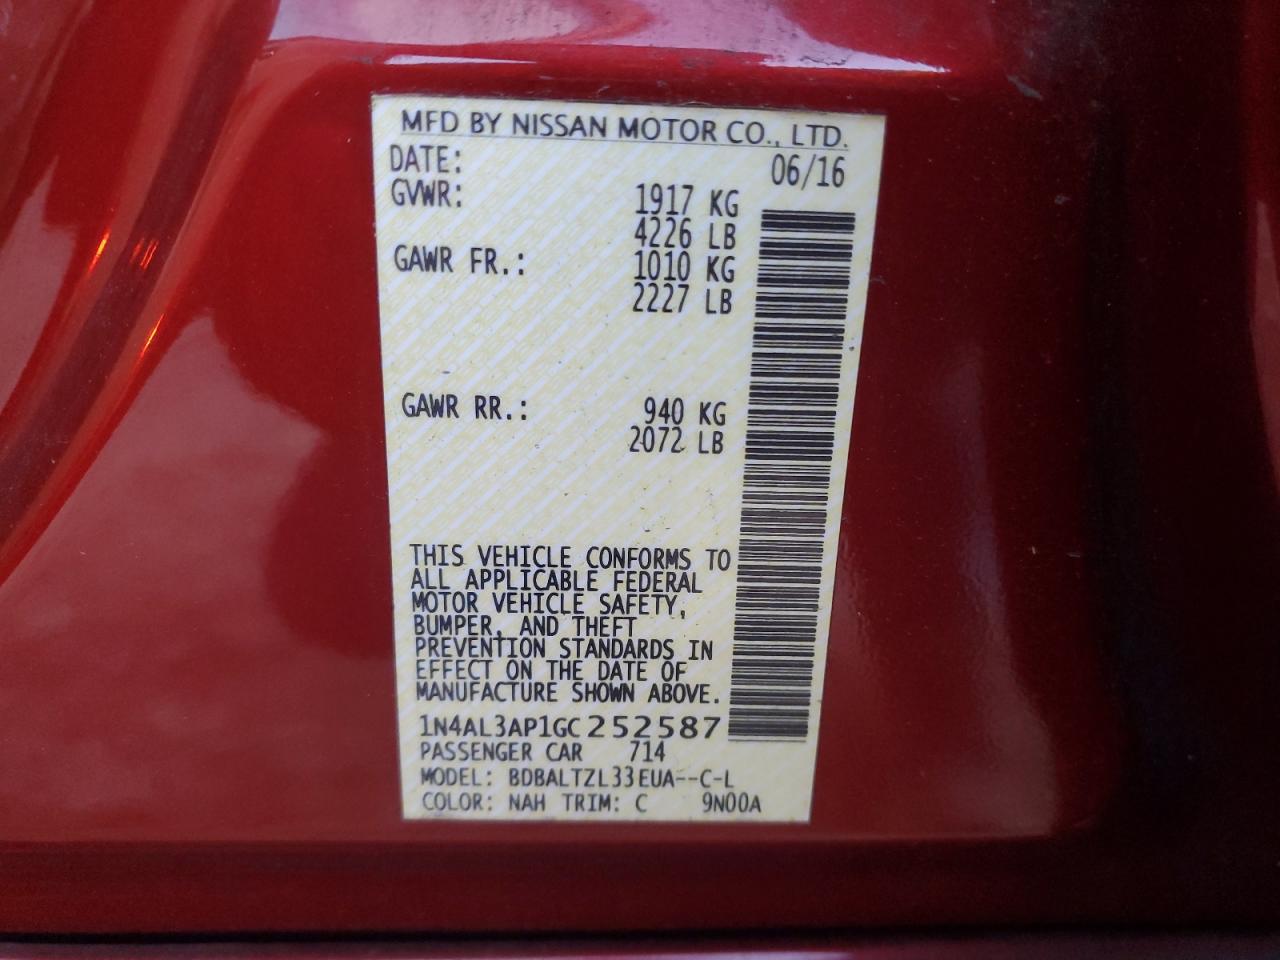 MFD BY NISSAN MOTOR CO., LTD.
DATE: 06/16
GVWR: 1917 KG
4226 LB
GAWR FR.: 1010 KG
2227 LB
GAWR RR.: 940 KG
2072 LB
THIS VEHICLE CONFORMS TO
ALL APPLICABLE FEDERAL
MOTOR VEHICLE SAFETY,
BUMPER, AND THEFT
PREVENTION STANDARDS IN
EFFECT ON THE DATE OF
MANUFACTURE SHOWN ABOVE.
1N4AL3AP1GC252587
PASSENGER CAR 714
MODEL: BDBALTZL33EUA--C-L
COLOR: NAH TRIM: C 9N00A